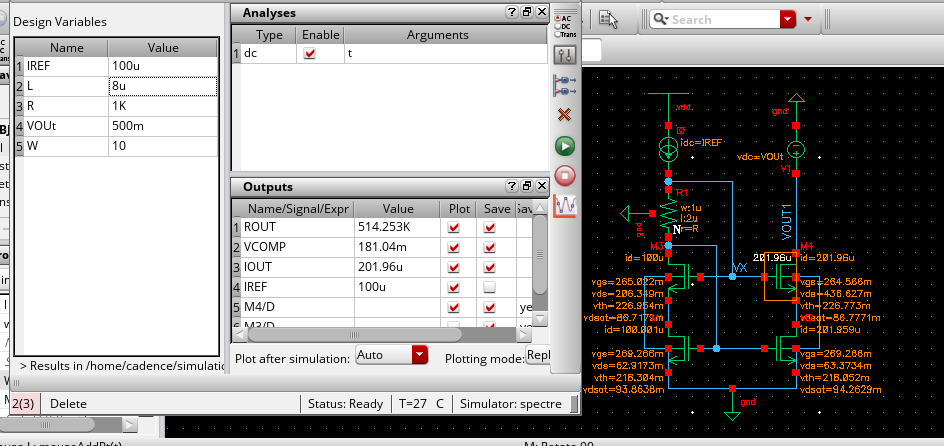 Design Variables
Name Value
1 IREF 100u
2 L 8u
3 R 1K
4 VOUt 500m
5 W 10
> Results in /home/cadence/simulatic
2(3) Delete
Analyses
Type Enable Arguments
1 dc t
Outputs
Name/Signal/Expr Value Plot Save
1 ROUT 514.253K
2 VCOMP 181.04m
3 IOUT 201.96u
4 IREF 100u
5 M4/D ye
Plot after simulation: Auto Plotting mode: Repl
Status: Ready T=27 C Simulator: spectre
AC
DC
Trans
Search
vdd
idc=IREF
gnd
vdc=VOUt
V1
R1
w:1u
l:2u
r=R
gnd
VOUT1
M3
id=100u
VX
M4
201.96u
id=201.96u
vgs=265.022m
vds=206.349m
vth=226.954m
vdsat=86.7179m
id=100.001u
vgs=264.566m
vds=436.627m
vth=226.773m
vdsat=86.7771m
id=201.959u
vgs=269.266m
vds=62.9173m
vth=218.304m
vdsat=93.8638m
vgs=269.266m
vds=63.3734m
vth=218.052m
vdsat=94.2629m
gnd